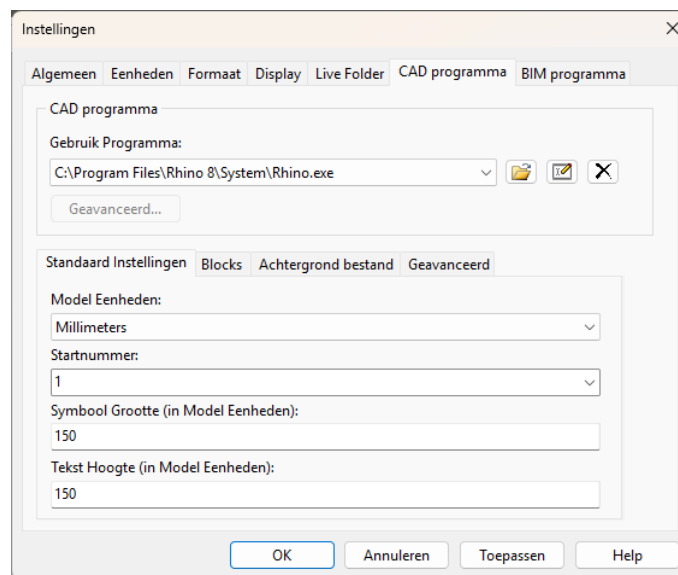 Instellingen
Algemeen Eenheden Formaat Display Live Folder CAD programma BIM programma
CAD programma
Gebruik Programma:
C:\Program Files\Rhino 8\System\Rhino.exe
Geavanceerd...
Standaard Instellingen Blocks Achtergrond bestand Geavanceerd
Model Eenheden:
Millimeters
Startnummer:
1
Symbool Grootte (in Model Eenheden):
150
Tekst Hoogte (in Model Eenheden):
150
OK Annuleren Toepassen Help